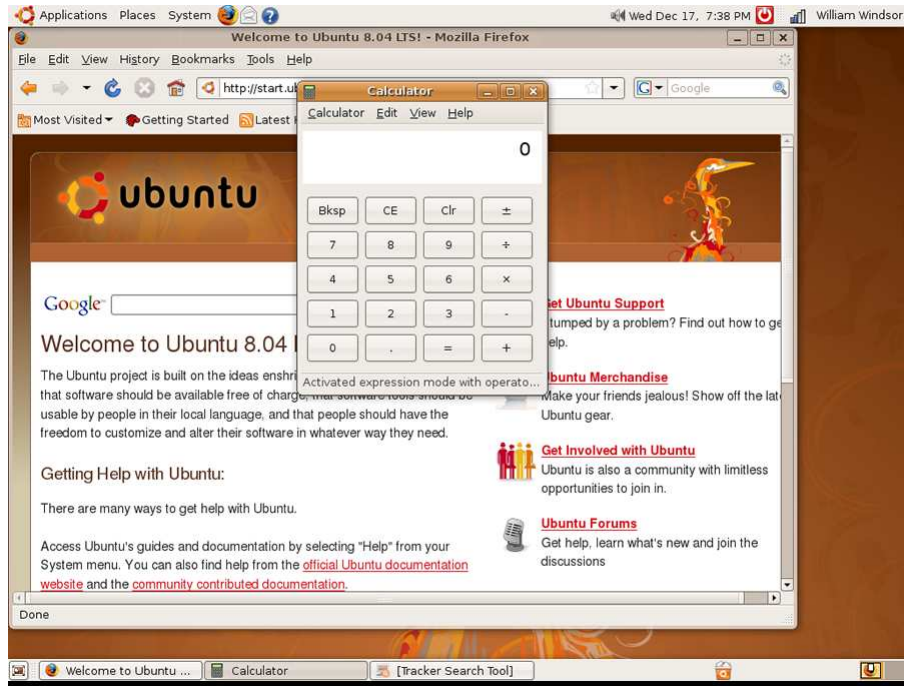 Applications Places System
Wed Dec 17, 7:38 PM William Windsor
Welcome to Ubuntu 8.04 LTS! - Mozilla Firefox
File Edit View History Bookmarks Tools Help
http://start.ub
Google
Most Visited Getting Started Latest
Calculator
Calculator Edit View Help
0
Bksp CE Clr ±
7 8 9 ÷
4 5 6 ×
1 2 3 -
0 . = +
Activated expression mode with operato...
ubuntu
Google
Welcome to Ubuntu 8.04
The Ubuntu project is built on the ideas enshri
that software should be available free of charge, that software tools should be
usable by people in their local language, and that people should have the
freedom to customize and alter their software in whatever way they need.
Getting Help with Ubuntu:
There are many ways to get help with Ubuntu.
Access Ubuntu's guides and documentation by selecting "Help" from your
System menu. You can also find help from the official Ubuntu documentation
website and the community contributed documentation.
Get Ubuntu Support
tumped by a problem? Find out how to ge
elp.
Ubuntu Merchandise
Make your friends jealous! Show off the late
Ubuntu gear.
Get Involved with Ubuntu
Ubuntu is also a community with limitless
opportunities to join in.
Ubuntu Forums
Get help, learn what's new and join the
discussions
Done
Welcome to Ubuntu ... Calculator [Tracker Search Tool]